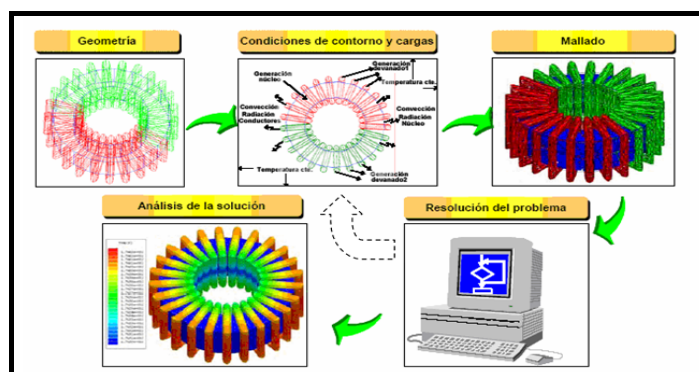 Geometría
Condiciones de contorno y cargas
Mallado
Generación
devanado1
Generación
núcleo
Temperatura cte.
Convección
Radiación
Conductores
Convección
Radiación
Núcleo
Temperatura cte.
Generación
devanado2
Análisis de la solución
Resolución del problema